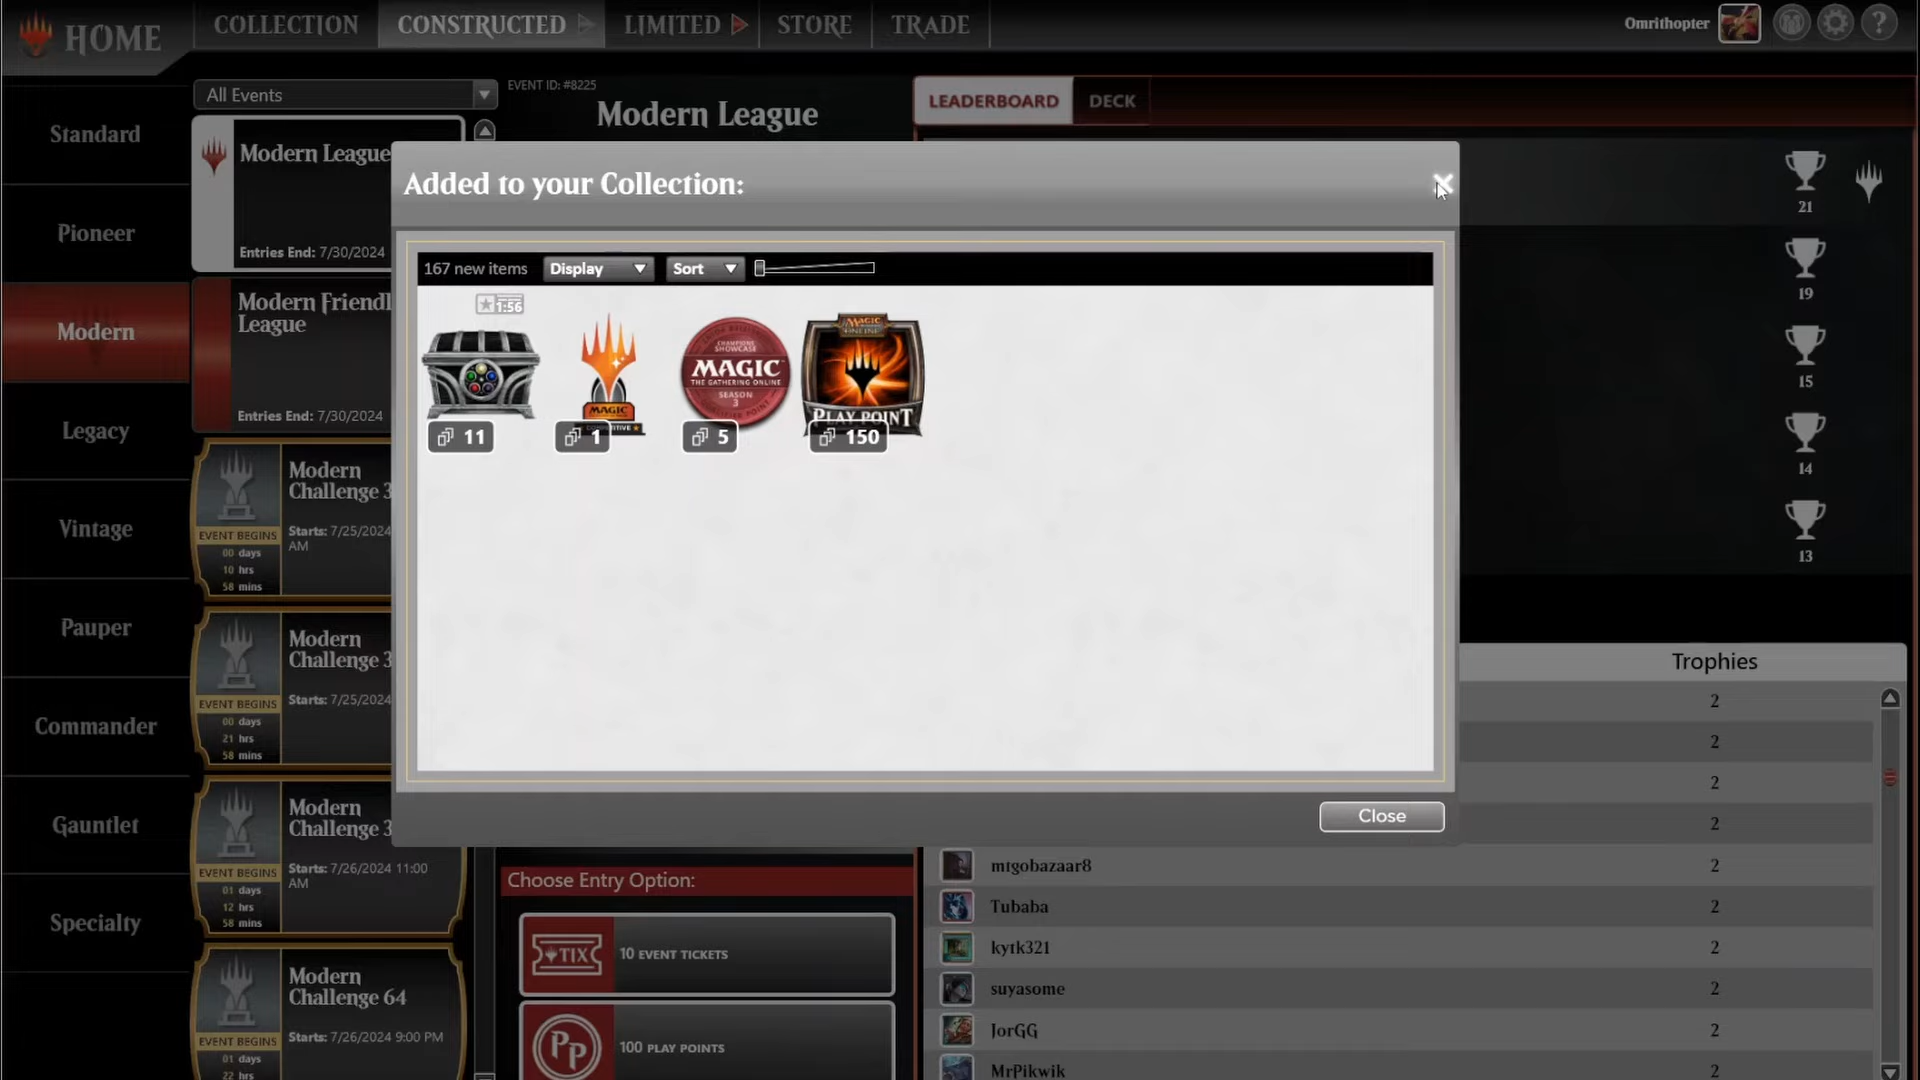 HOME
COLLECTION
CONSTRUCTED
LIMITED
STORE
TRADE
Omrithopter
?
Standard
Pioneer
Modern
Legacy
Vintage
Pauper
Commander
Gauntlet
Specialty
All Events
Modern League
Entries End: 7/30/2024
Modern Friendl
League
Entries End: 7/30/2024
Modern
Challenge 3
Starts: 7/25/2024
AM
EVENT BEGINS
00 days
10 hrs
58 mins
Modern
Challenge 3
Starts: 7/25/2024
EVENT BEGINS
00 days
21 hrs
58 mins
Modern
Challenge 3
Starts: 7/26/2024 11:00
AM
EVENT BEGINS
01 days
12 hrs
58 mins
Modern
Challenge 64
Starts: 7/26/2024 9:00 PM
EVENT BEGINS
01 days
22 hrs
EVENT ID: #8225
Modern League
LEADERBOARD
DECK
21
19
15
14
13
Added to your Collection:
167 new items
Display
Sort
1:56
11
MAGIC
1
CHAMPIONS
SHOWCASE
MAGIC
THE GATHERING ONLINE
SEASON
3
5
MAGIC
ONLINE
PLAY POINT
150
Close
Choose Entry Option:
TIX
10 EVENT TICKETS
PP
100 PLAY POINTS
Trophies
2
2
2
2
mtgobazaar8 2
Tubaba 2
kytk321 2
suyasome 2
JorGG 2
MrPikwik 2